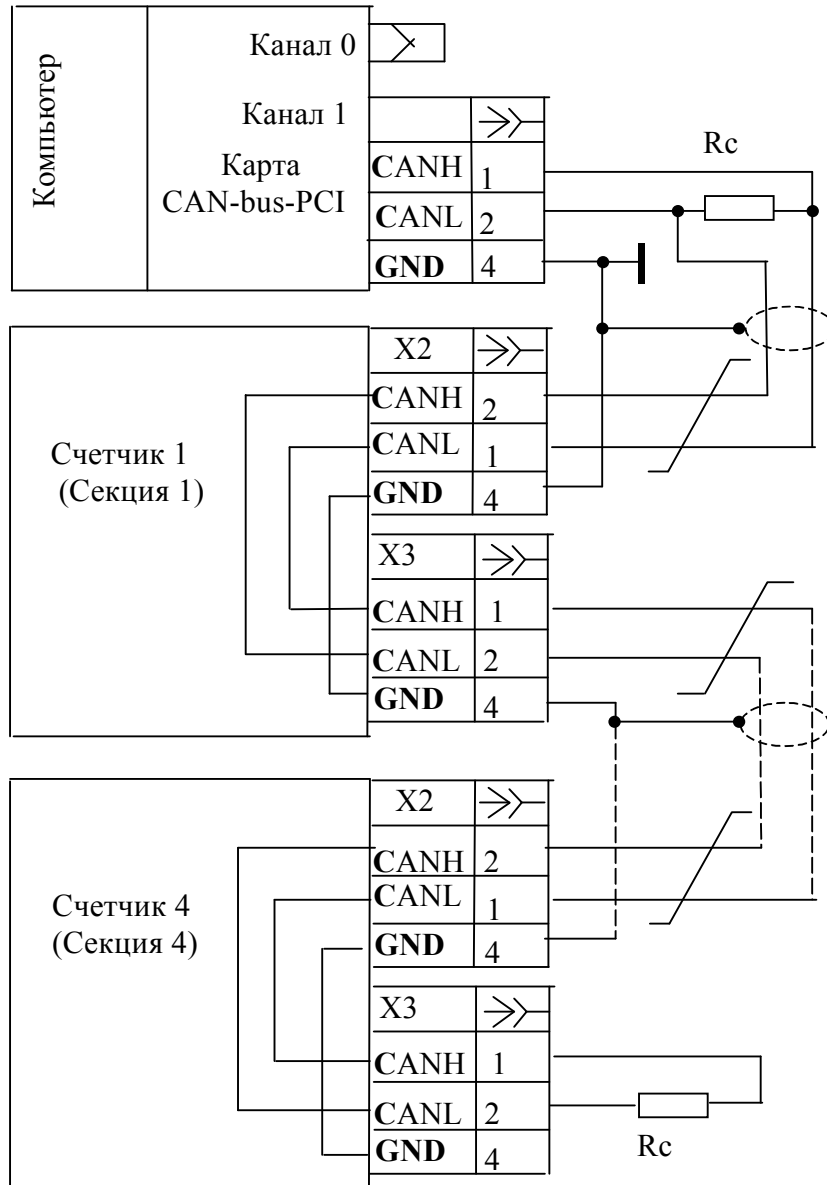 Компьютер
Канал 0
Канал 1
Карта
CAN-bus-PCI
CANH 1
CANL 2
GND 4
Rc
Счетчик 1
(Секция 1)
X2
CANH 2
CANL 1
GND 4
X3
CANH 1
CANL 2
GND 4
Счетчик 4
(Секция 4)
X2
CANH 2
CANL 1
GND 4
X3
CANH 1
CANL 2
GND 4
Rc